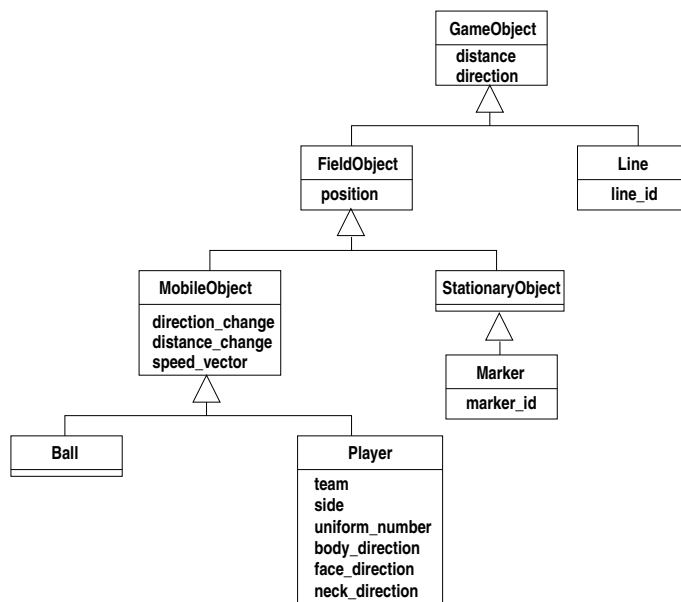 GameObject
distance
direction
FieldObject
position
Line
line_id
MobileObject
direction_change
distance_change
speed_vector
StationaryObject
Marker
marker_id
Ball
Player
team
side
uniform_number
body_direction
face_direction
neck_direction